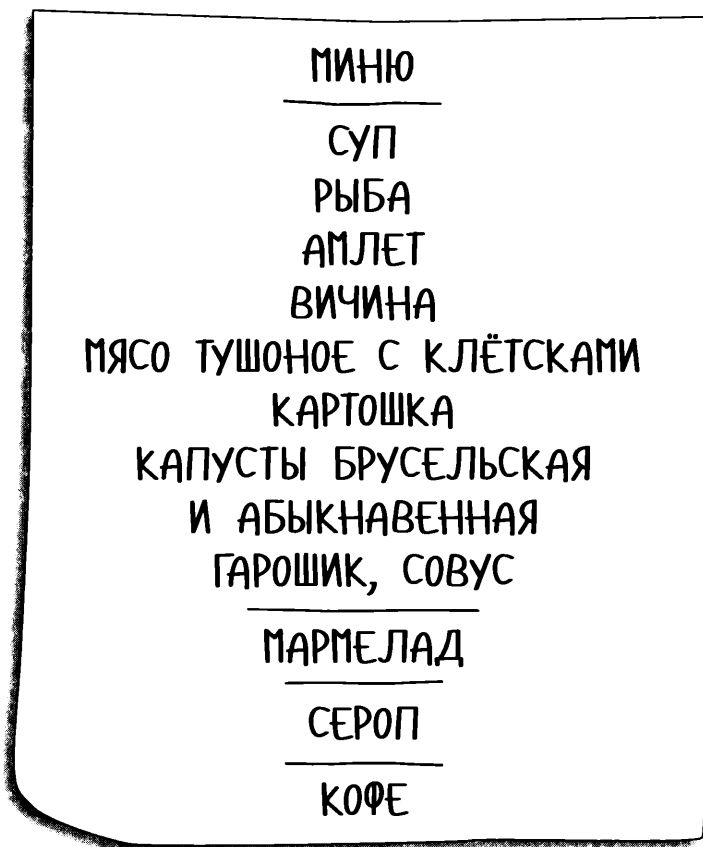 МИНЮ
СУП
РЫБА
АМЛЕТ
ВИЧИНА
МЯСО ТУШОНОЕ С КЛЁТСКАМИ
КАРТОШКА
КАПУСТЫ БРУСЕЛЬСКАЯ
И АБЫКНАВЕННАЯ
ГАРОШИК, СОВУС
МАРМЕЛАД
СЕРОП
КОФЕ